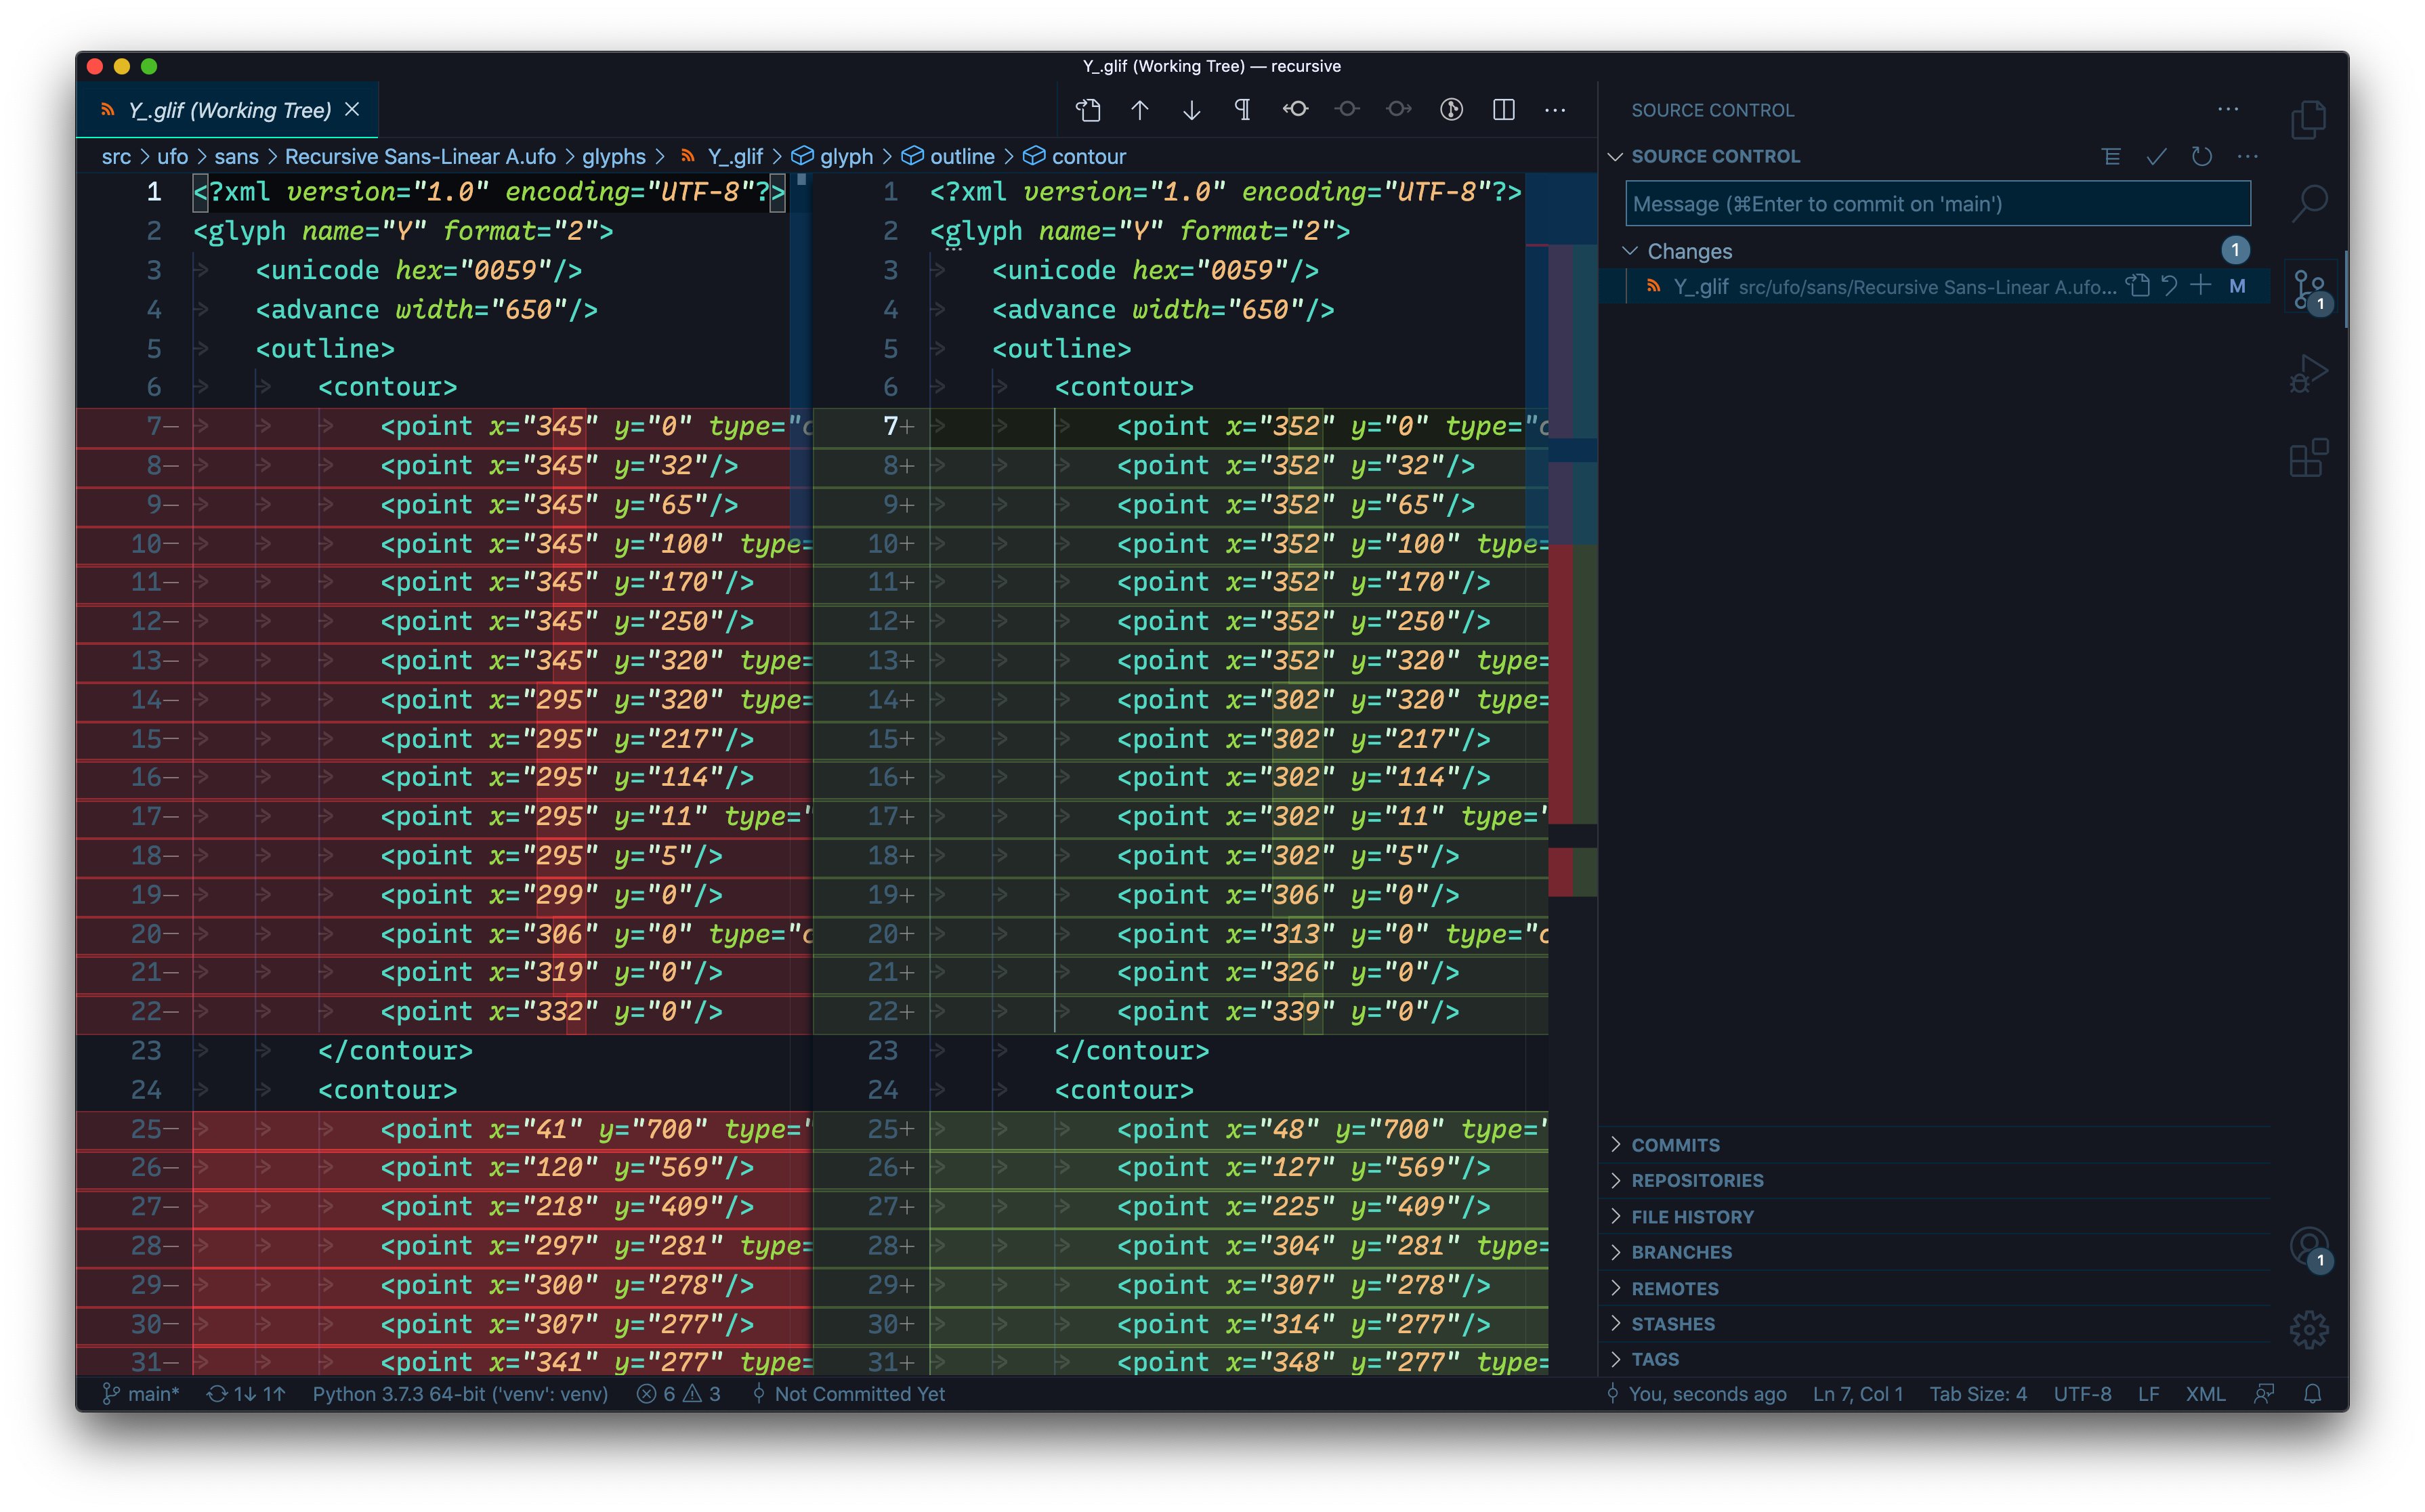 Y_.glif (Working Tree) — recursive
Y_.glif (Working Tree)
src > ufo > sans > Recursive Sans-Linear A.ufo > glyphs > Y_.glif > glyph > outline > contour
1 <?xml version="1.0" encoding="UTF-8"?>
2 <glyph name="Y" format="2">
3 <unicode hex="0059"/>
4 <advance width="650"/>
5 <outline>
6 <contour>
7— <point x="345" y="0" type="c
8— <point x="345" y="32"/>
9— <point x="345" y="65"/>
10— <point x="345" y="100" type=
11— <point x="345" y="170"/>
12— <point x="345" y="250"/>
13— <point x="345" y="320" type=
14— <point x="295" y="320" type=
15— <point x="295" y="217"/>
16— <point x="295" y="114"/>
17— <point x="295" y="11" type="
18— <point x="295" y="5"/>
19— <point x="299" y="0"/>
20— <point x="306" y="0" type="c
21— <point x="319" y="0"/>
22— <point x="332" y="0"/>
23 </contour>
24 <contour>
25— <point x="41" y="700" type="
26— <point x="120" y="569"/>
27— <point x="218" y="409"/>
28— <point x="297" y="281" type=
29— <point x="300" y="278"/>
30— <point x="307" y="277"/>
31— <point x="341" y="277" type=
1 <?xml version="1.0" encoding="UTF-8"?>
2 <glyph name="Y" format="2">
3 <unicode hex="0059"/>
4 <advance width="650"/>
5 <outline>
6 <contour>
7+ <point x="352" y="0" type="c
8+ <point x="352" y="32"/>
9+ <point x="352" y="65"/>
10+ <point x="352" y="100" type=
11+ <point x="352" y="170"/>
12+ <point x="352" y="250"/>
13+ <point x="352" y="320" type=
14+ <point x="302" y="320" type=
15+ <point x="302" y="217"/>
16+ <point x="302" y="114"/>
17+ <point x="302" y="11" type="
18+ <point x="302" y="5"/>
19+ <point x="306" y="0"/>
20+ <point x="313" y="0" type="c
21+ <point x="326" y="0"/>
22+ <point x="339" y="0"/>
23 </contour>
24 <contour>
25+ <point x="48" y="700" type="
26+ <point x="127" y="569"/>
27+ <point x="225" y="409"/>
28+ <point x="304" y="281" type=
29+ <point x="307" y="278"/>
30+ <point x="314" y="277"/>
31+ <point x="348" y="277" type=
SOURCE CONTROL
SOURCE CONTROL
Message (⌘Enter to commit on 'main')
Changes 1
Y_.glif src/ufo/sans/Recursive Sans-Linear A.ufo... M
1
COMMITS
REPOSITORIES
FILE HISTORY
BRANCHES
REMOTES
STASHES
TAGS
1
main* 1↓ 1↑ Python 3.7.3 64-bit ('venv': venv) 6 3 Not Committed Yet You, seconds ago Ln 7, Col 1 Tab Size: 4 UTF-8 LF XML